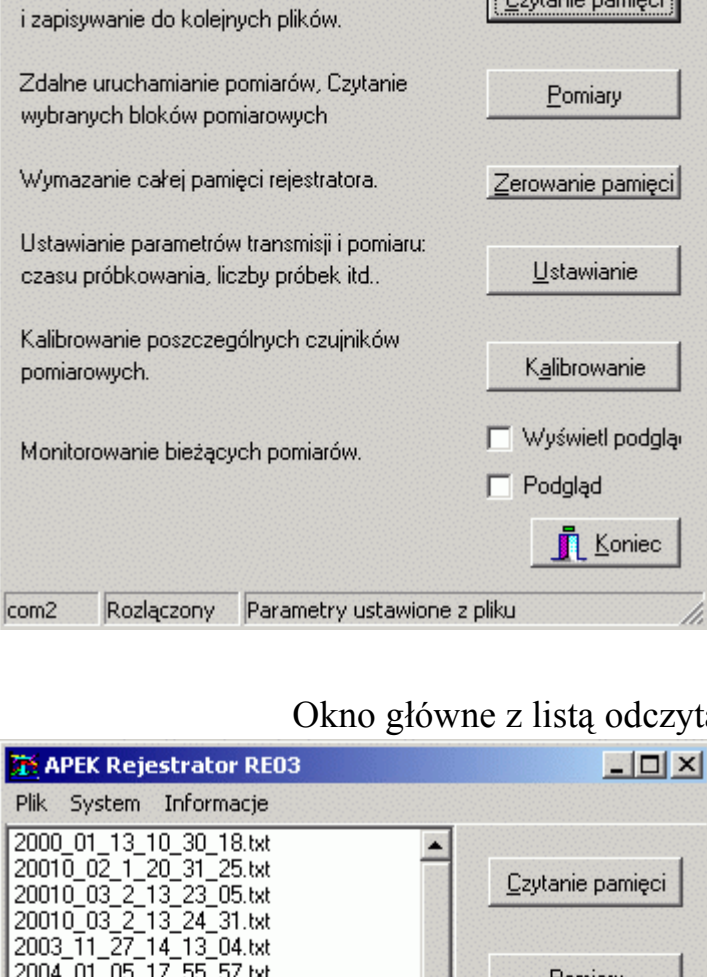 i zapisywanie do kolejnych plików.
Czytanie pamięci
Zdalne uruchamianie pomiarów, Czytanie
wybranych bloków pomiarowych
Pomiary
Wymazanie całej pamięci rejestratora.
Zerowanie pamięci
Ustawianie parametrów transmisji i pomiaru:
czasu próbkowania, liczby próbek itd..
Ustawianie
Kalibrowanie poszczególnych czujników
pomiarowych.
Kalibrowanie
Monitorowanie bieżących pomiarów.
Wyświetl podglą
Podgląd
Koniec
com2 Rozlączony Parametry ustawione z pliku
Okno główne z listą odczyta
APEK Rejestrator RE03
Plik System Informacje
2000_01_13_10_30_18.txt
20010_02_1_20_31_25.txt
20010_03_2_13_23_05.txt
20010_03_2_13_24_31.txt
2003_11_27_14_13_04.txt
2004_01_05_17_55_57.txt
Czytanie pamięci
Pomiary